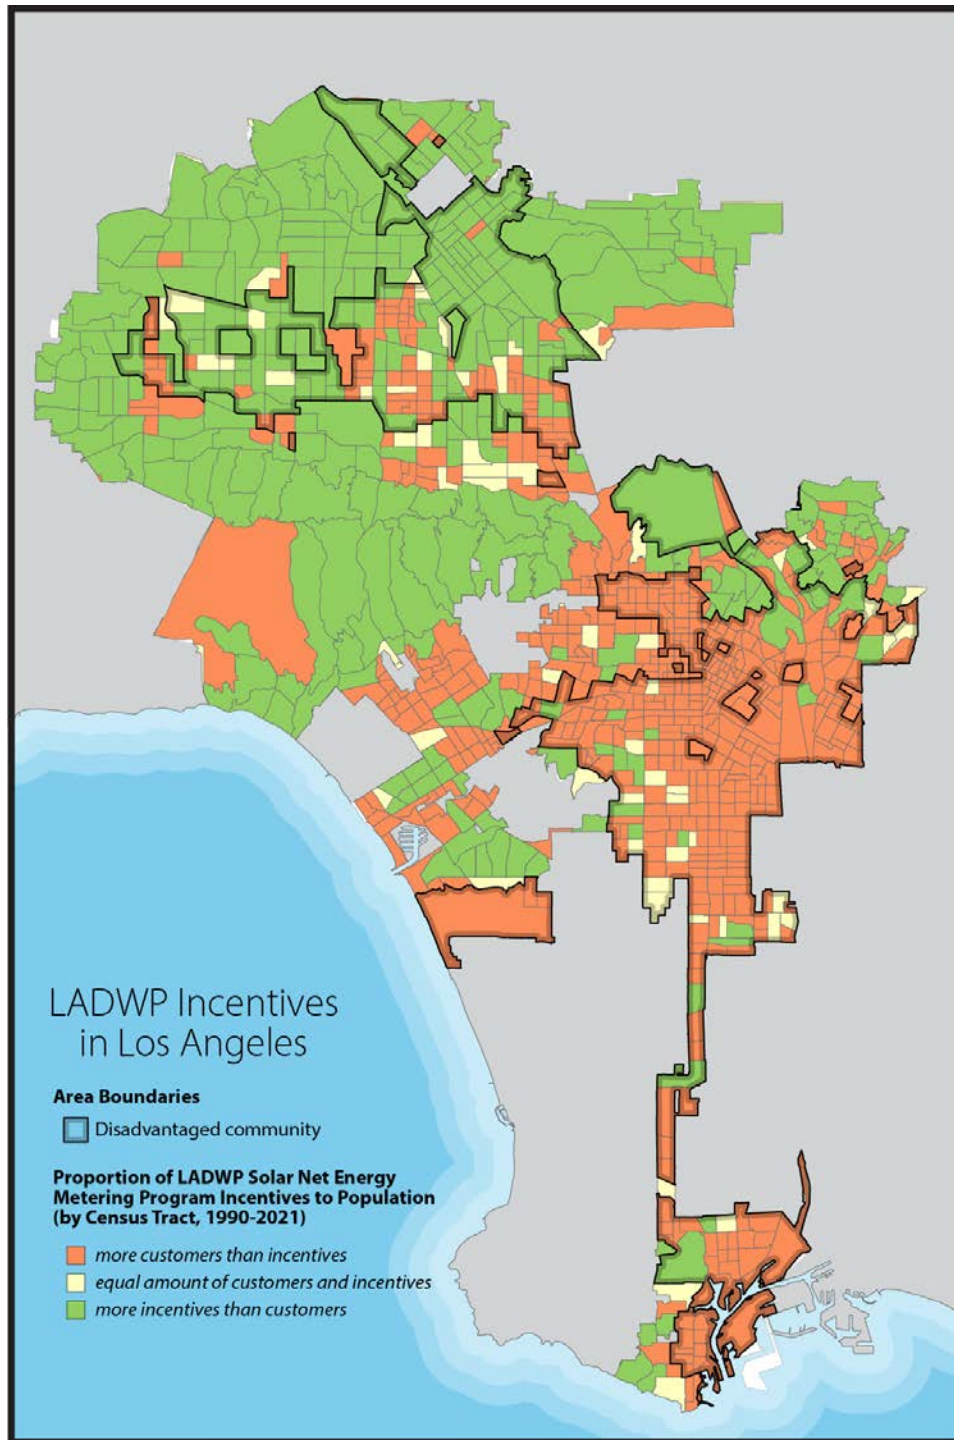 LADWP Incentives
in Los Angeles
Area Boundaries
Disadvantaged community
Proportion of LADWP Solar Net Energy
Metering Program Incentives to Population
(by Census Tract, 1990-2021)
more customers than incentives
equal amount of customers and incentives
more incentives than customers